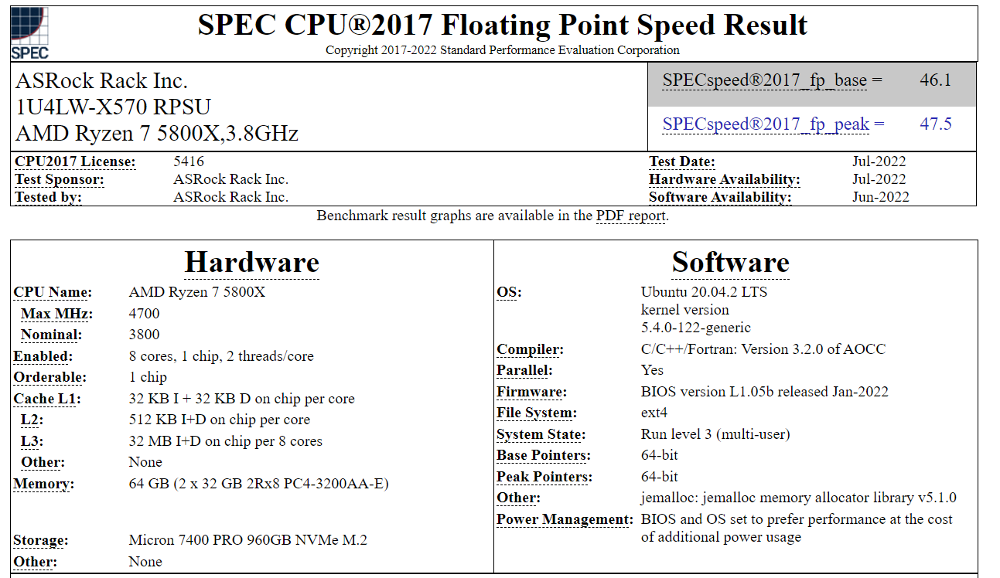 SPEC
SPEC CPU®2017 Floating Point Speed Result
Copyright 2017-2022 Standard Performance Evaluation Corporation
ASRock Rack Inc.
1U4LW-X570 RPSU
AMD Ryzen 7 5800X,3.8GHz
SPECspeed®2017_fp_base = 46.1
SPECspeed®2017_fp_peak = 47.5
CPU2017 License: 5416
Test Sponsor: ASRock Rack Inc.
Tested by: ASRock Rack Inc.
Test Date: Jul-2022
Hardware Availability: Jul-2022
Software Availability: Jun-2022
Benchmark result graphs are available in the PDF report.
Hardware
CPU Name: AMD Ryzen 7 5800X
Max MHz: 4700
Nominal: 3800
Enabled: 8 cores, 1 chip, 2 threads/core
Orderable: 1 chip
Cache L1: 32 KB I + 32 KB D on chip per core
L2: 512 KB I+D on chip per core
L3: 32 MB I+D on chip per 8 cores
Other: None
Memory: 64 GB (2 x 32 GB 2Rx8 PC4-3200AA-E)
Storage: Micron 7400 PRO 960GB NVMe M.2
Other: None
Software
OS: Ubuntu 20.04.2 LTS
kernel version
5.4.0-122-generic
Compiler: C/C++/Fortran: Version 3.2.0 of AOCC
Parallel: Yes
Firmware: BIOS version L1.05b released Jan-2022
File System: ext4
System State: Run level 3 (multi-user)
Base Pointers: 64-bit
Peak Pointers: 64-bit
Other: jemalloc: jemalloc memory allocator library v5.1.0
Power Management: BIOS and OS set to prefer performance at the cost
of additional power usage